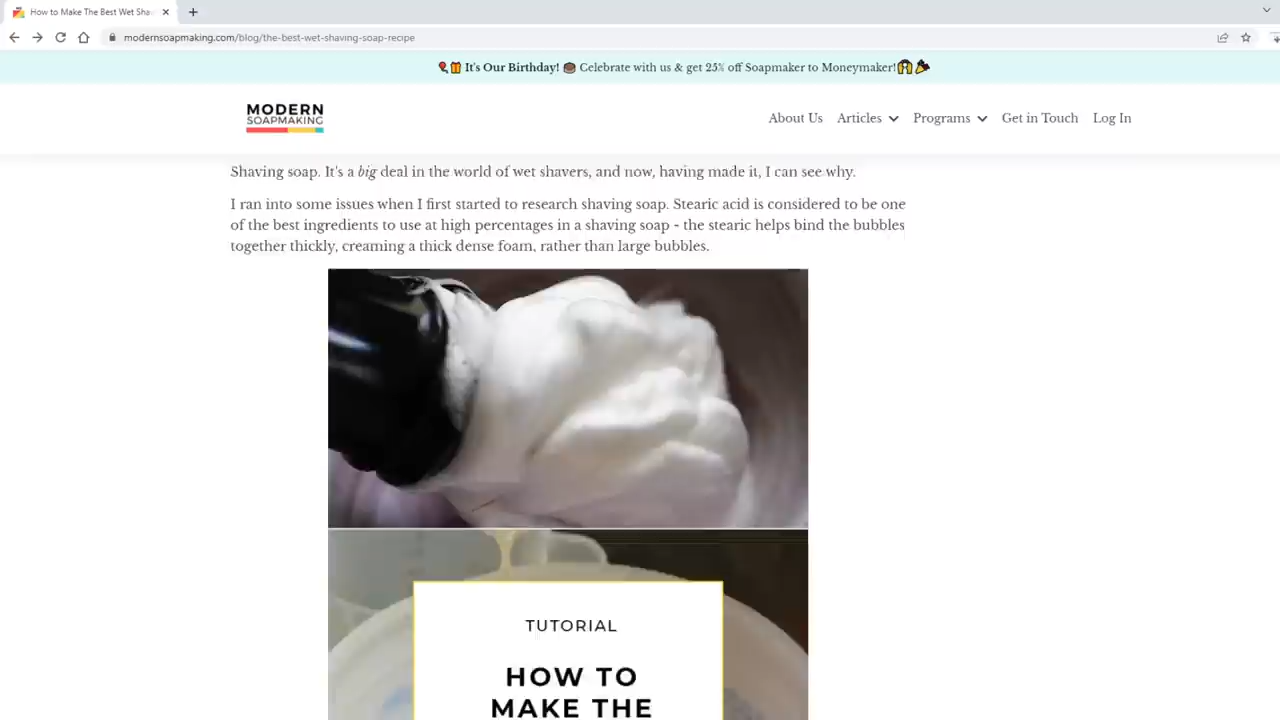 How to Make The Best Wet Sha
modernsoapmaking.com/blog/the-best-wet-shaving-soap-recipe
It's Our Birthday! Celebrate with us & get 25% off Soapmaker to Moneymaker!
MODERN
SOAPMAKING
About Us Articles Programs Get in Touch Log In
Shaving soap. It's a big deal in the world of wet shavers, and now, having made it, I can see why.
I ran into some issues when I first started to research shaving soap. Stearic acid is considered to be one
of the best ingredients to use at high percentages in a shaving soap - the stearic helps bind the bubbles
together thickly, creaming a thick dense foam, rather than large bubbles.
TUTORIAL
HOW TO
MAKE THE